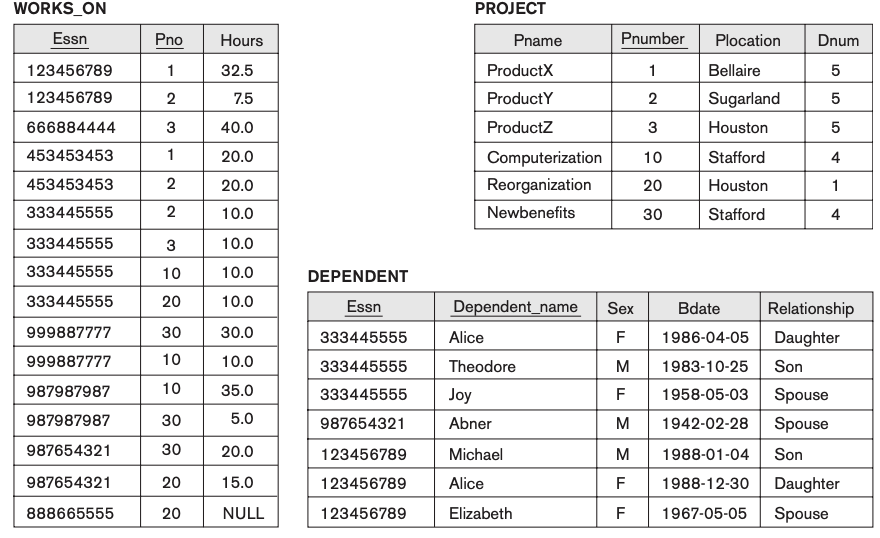 WORKS_ON
Essn Pno Hours
123456789 1 32.5
123456789 2 7.5
666884444 3 40.0
453453453 1 20.0
453453453 2 20.0
333445555 2 10.0
333445555 3 10.0
333445555 10 10.0
333445555 20 10.0
999887777 30 30.0
999887777 10 10.0
987987987 10 35.0
987987987 30 5.0
987654321 30 20.0
987654321 20 15.0
888665555 20 NULL
PROJECT
Pname Pnumber Plocation Dnum
ProductX 1 Bellaire 5
ProductY 2 Sugarland 5
ProductZ 3 Houston 5
Computerization 10 Stafford 4
Reorganization 20 Houston 1
Newbenefits 30 Stafford 4
DEPENDENT
Essn Dependent_name Sex Bdate Relationship
333445555 Alice F 1986-04-05 Daughter
333445555 Theodore M 1983-10-25 Son
333445555 Joy F 1958-05-03 Spouse
987654321 Abner M 1942-02-28 Spouse
123456789 Michael M 1988-01-04 Son
123456789 Alice F 1988-12-30 Daughter
123456789 Elizabeth F 1967-05-05 Spouse